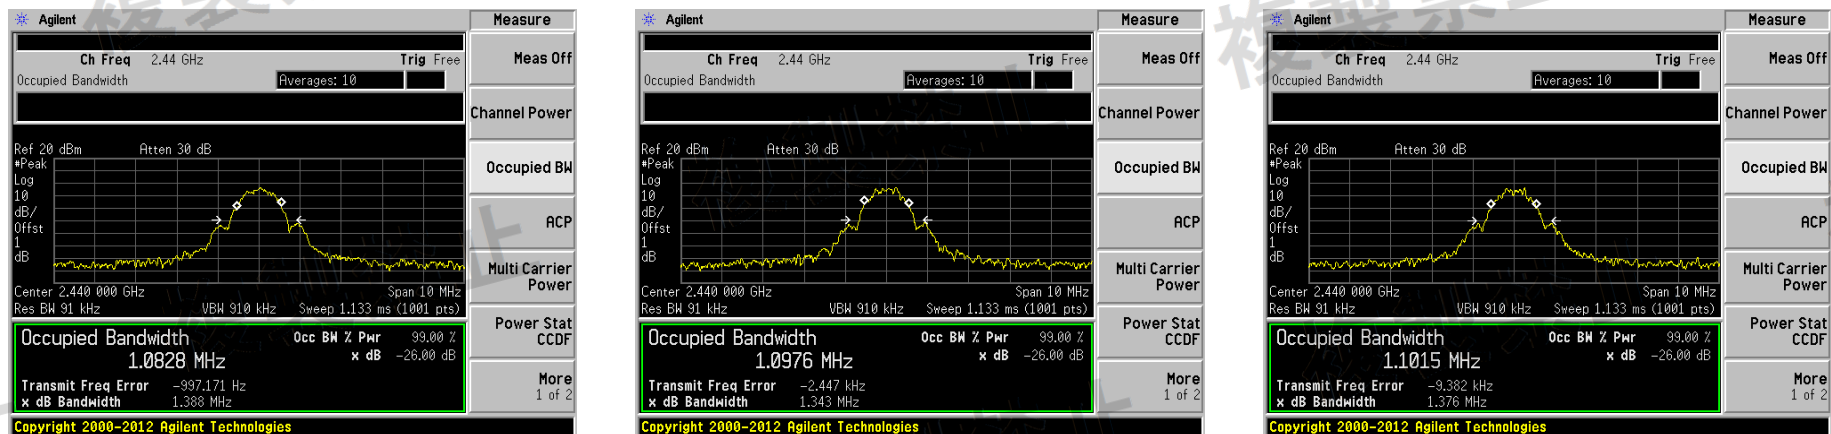 Agilent
Measure
Ch Freq 2.44 GHz Trig Free
Meas Off
Occupied Bandwidth Averages: 10
Channel Power
Ref 20 dBm Atten 30 dB
#Peak
Log
10
dB/
Offst
1
dB
Occupied BW
ACP
Multi Carrier
Power
Center 2.440 000 GHz Span 10 MHz
Res BW 91 kHz VBW 910 kHz Sweep 1.133 ms (1001 pts)
Power Stat
CCDF
Occupied Bandwidth Occ BW % Pwr 99.00 %
1.0828 MHz x dB -26.00 dB
Transmit Freq Error -997.171 Hz
x dB Bandwidth 1.388 MHz
More
1 of 2
Copyright 2000-2012 Agilent Technologies
Agilent
Measure
Ch Freq 2.44 GHz Trig Free
Meas Off
Occupied Bandwidth Averages: 10
Channel Power
Ref 20 dBm Atten 30 dB
#Peak
Log
10
dB/
Offst
1
dB
Occupied BW
ACP
Multi Carrier
Power
Center 2.440 000 GHz Span 10 MHz
Res BW 91 kHz VBW 910 kHz Sweep 1.133 ms (1001 pts)
Power Stat
CCDF
Occupied Bandwidth Occ BW % Pwr 99.00 %
1.0976 MHz x dB -26.00 dB
Transmit Freq Error -2.447 kHz
x dB Bandwidth 1.343 MHz
More
1 of 2
Copyright 2000-2012 Agilent Technologies
Agilent
Measure
Ch Freq 2.44 GHz Trig Free
Meas Off
Occupied Bandwidth Averages: 10
Channel Power
Ref 20 dBm Atten 30 dB
#Peak
Log
10
dB/
Offst
1
dB
Occupied BW
ACP
Multi Carrier
Power
Center 2.440 000 GHz Span 10 MHz
Res BW 91 kHz VBW 910 kHz Sweep 1.133 ms (1001 pts)
Power Stat
CCDF
Occupied Bandwidth Occ BW % Pwr 99.00 %
1.1015 MHz x dB -26.00 dB
Transmit Freq Error -9.382 kHz
x dB Bandwidth 1.376 MHz
More
1 of 2
Copyright 2000-2012 Agilent Technologies
複製禁止